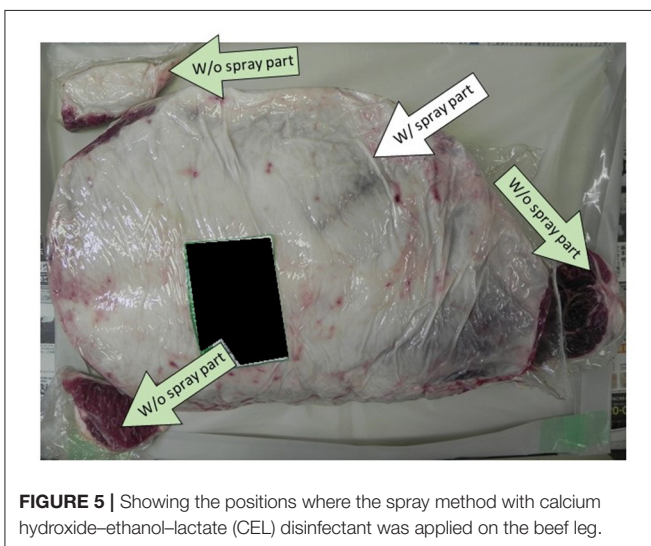 W/o spray part
W/ spray part
W/o spray part
W/o spray part
FIGURE 5 | Showing the positions where the spray method with calcium
hydroxide–ethanol–lactate (CEL) disinfectant was applied on the beef leg.